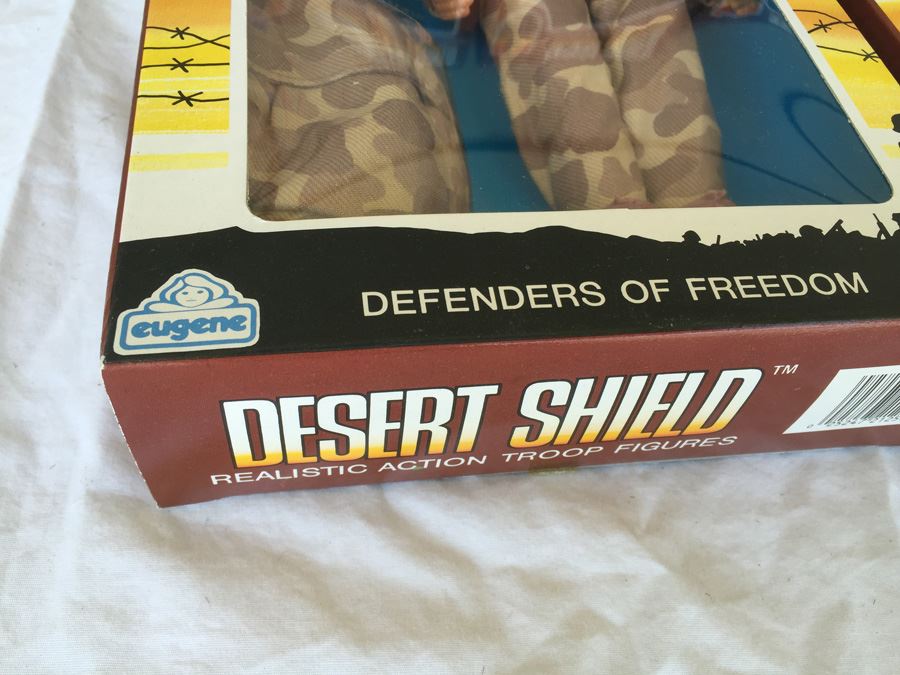 eugene
DEFENDERS OF FREEDOM
DESERT SHIELD™
REALISTIC ACTION TROOP FIGURES